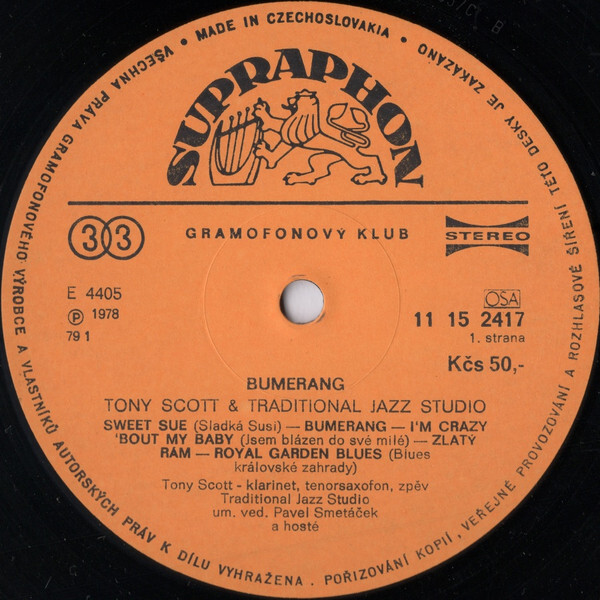 VŠECHNA PRÁVA GRAMOFONOVÉHO VÝROBCE A VLASTNÍKŮ AUTORSKÝCH PRÁV K DÍLU VYHRAŽENA . POŘIZOVÁNÍ KOPIÍ , VEŘEJNÉ PROVOZOVÁNÍ A ROZHLASOVÉ ŠÍŘENÍ TÉTO DESKY JE ZAKÁZÁNO
• MADE IN CZECHOSLOVAKIA •
SUPRAPHON
33
GRAMOFONOVÝ KLUB
STEREO
E 4405
Ⓟ 1978
79 1
OSA
11 15 2417
1. strana
Kčs 50,-
BUMERANG
TONY SCOTT & TRADITIONAL JAZZ STUDIO
SWEET SUE (Sladká Susi) — BUMERANG — I'M CRAZY
'BOUT MY BABY (Jsem blázen do své milé) — ZLATÝ
RÁM — ROYAL GARDEN BLUES (Blues
královské zahrady)
Tony Scott - klarinet, tenorsaxofon, zpěv
Traditional Jazz Studio
um. ved. Pavel Smetáček
a hosté